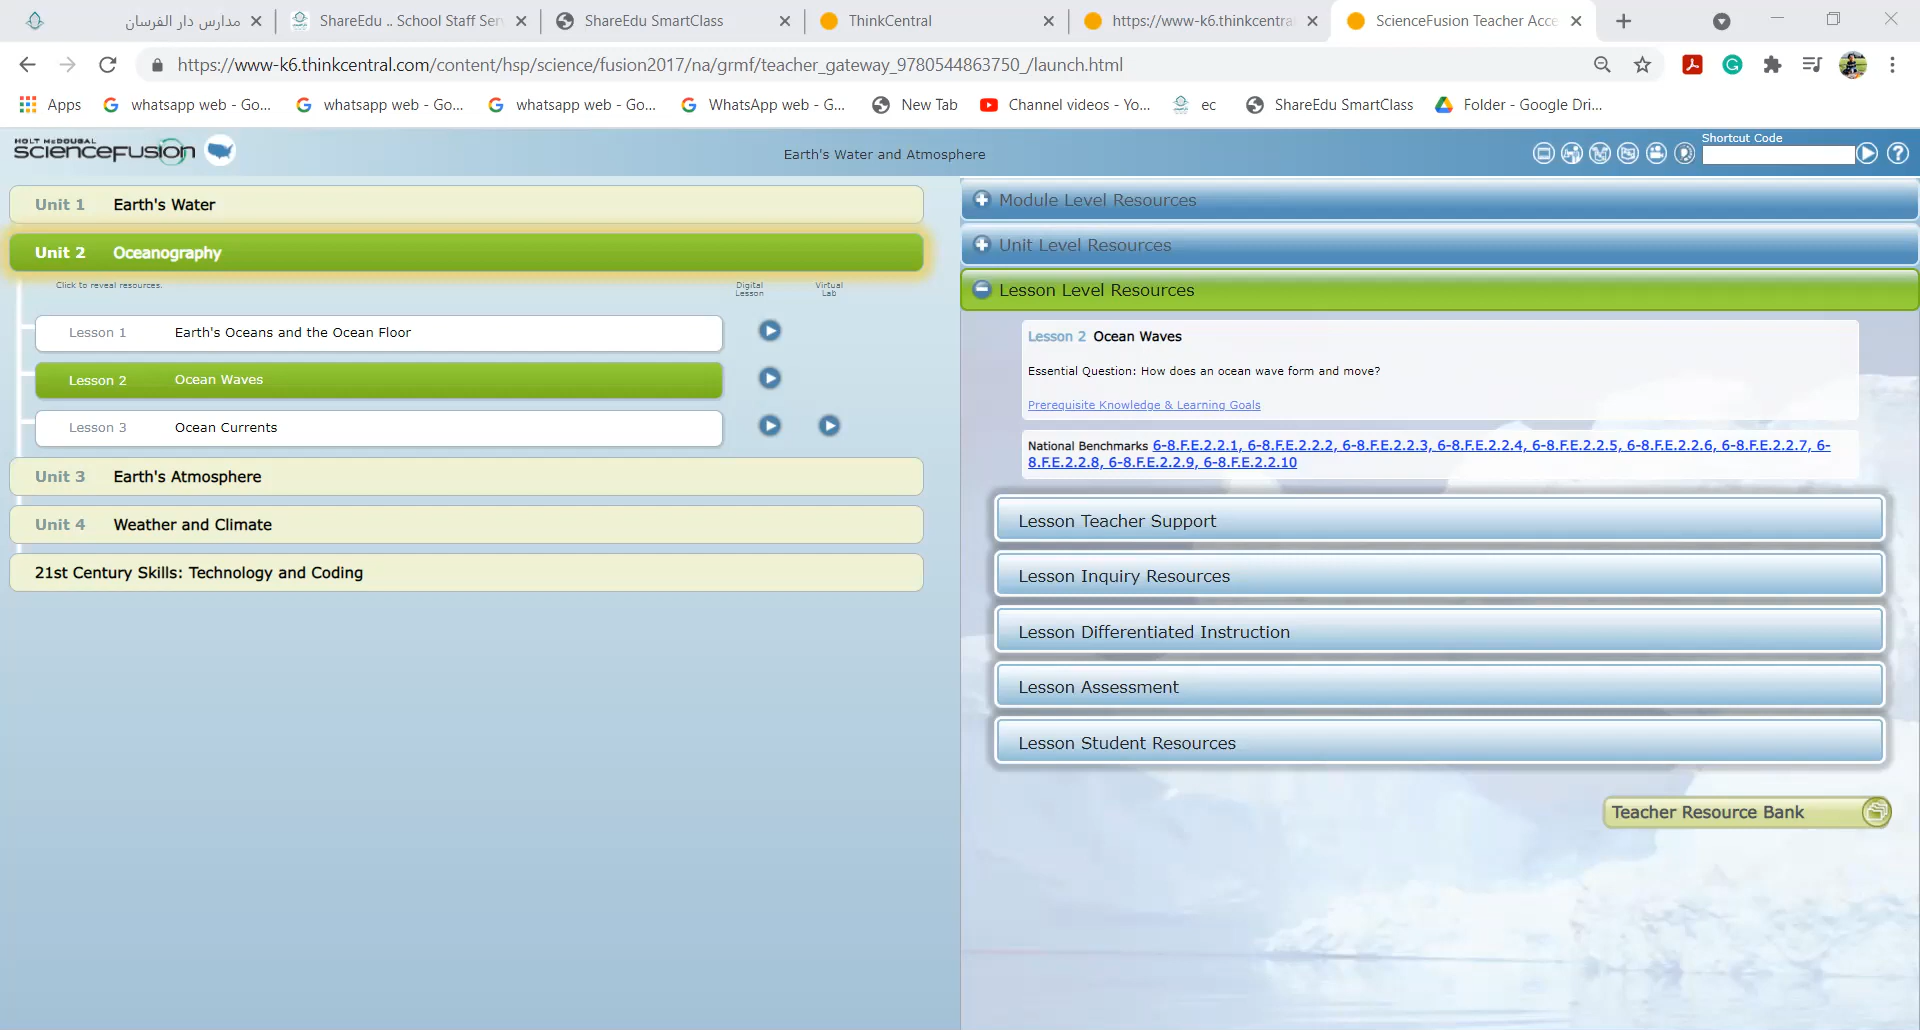 مدارس دار الفرسان
ShareEdu .. School Staff Ser
ShareEdu SmartClass
ThinkCentral
https://www-k6.thinkcentra
ScienceFusion Teacher Acce
https://www-k6.thinkcentral.com/content/hsp/science/fusion2017/na/grmf/teacher_gateway_9780544863750_/launch.html
Apps
whatsapp web - Go...
whatsapp web - Go...
whatsapp web - Go...
WhatsApp web - G...
New Tab
Channel videos - Yo...
ec
ShareEdu SmartClass
Folder - Google Dri...
HOLT McDOUGAL
SCIENCEFUSION
Earth's Water and Atmosphere
Shortcut Code
Unit 1 Earth's Water
Unit 2 Oceanography
Click to reveal resources.
Digital
Lesson
Virtual
Lab
Lesson 1 Earth's Oceans and the Ocean Floor
Lesson 2 Ocean Waves
Lesson 3 Ocean Currents
Unit 3 Earth's Atmosphere
Unit 4 Weather and Climate
21st Century Skills: Technology and Coding
Module Level Resources
Unit Level Resources
Lesson Level Resources
Lesson 2 Ocean Waves
Essential Question: How does an ocean wave form and move?
Prerequisite Knowledge & Learning Goals
National Benchmarks 6-8.F.E.2.2.1, 6-8.F.E.2.2.2, 6-8.F.E.2.2.3, 6-8.F.E.2.2.4, 6-8.F.E.2.2.5, 6-8.F.E.2.2.6, 6-8.F.E.2.2.7, 6-
8.F.E.2.2.8, 6-8.F.E.2.2.9, 6-8.F.E.2.2.10
Lesson Teacher Support
Lesson Inquiry Resources
Lesson Differentiated Instruction
Lesson Assessment
Lesson Student Resources
Teacher Resource Bank